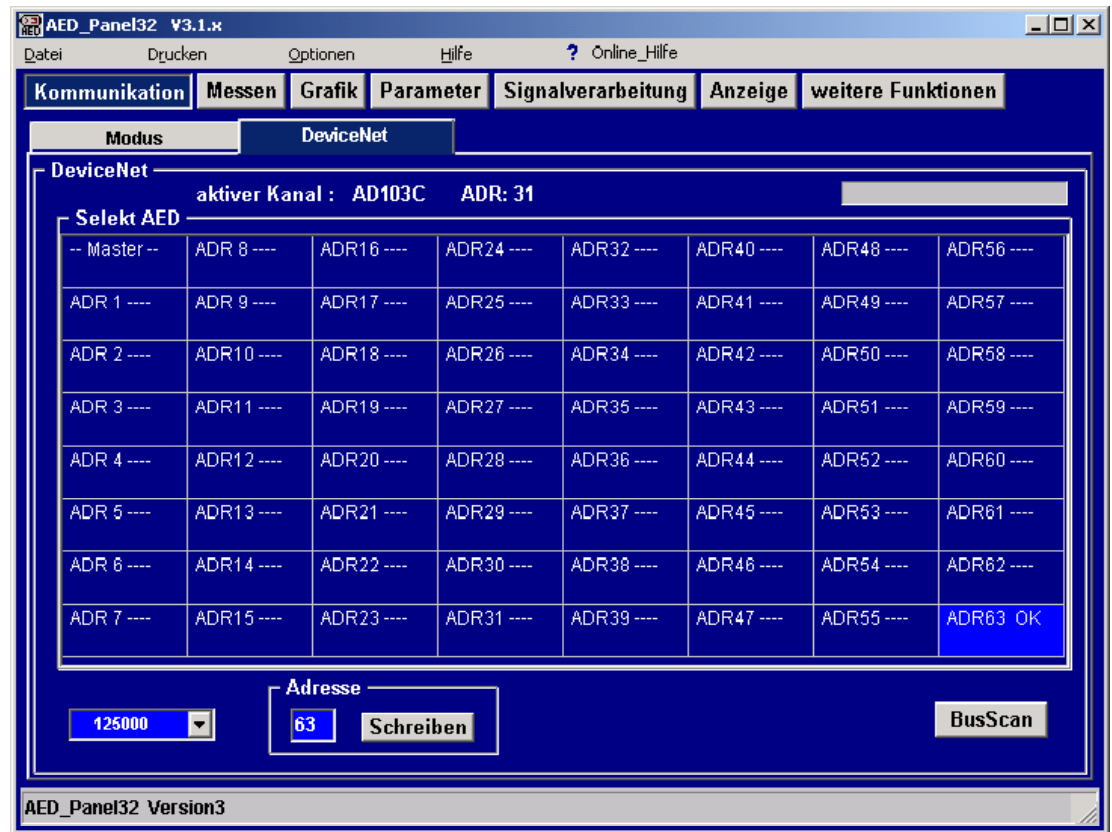 AED_Panel32 V3.1.x
Datei Drucken Optionen Hilfe ? Online_Hilfe
Kommunikation Messen Grafik Parameter Signalverarbeitung Anzeige weitere Funktionen
Modus DeviceNet
DeviceNet
aktiver Kanal : AD103C ADR: 31
Selekt AED
-- Master -- ADR 8 ---- ADR16 ---- ADR24 ---- ADR32 ---- ADR40 ---- ADR48 ---- ADR56 ----
ADR 1 ---- ADR 9 ---- ADR17 ---- ADR25 ---- ADR33 ---- ADR41 ---- ADR49 ---- ADR57 ----
ADR 2 ---- ADR10 ---- ADR18 ---- ADR26 ---- ADR34 ---- ADR42 ---- ADR50 ---- ADR58 ----
ADR 3 ---- ADR11 ---- ADR19 ---- ADR27 ---- ADR35 ---- ADR43 ---- ADR51 ---- ADR59 ----
ADR 4 ---- ADR12 ---- ADR20 ---- ADR28 ---- ADR36 ---- ADR44 ---- ADR52 ---- ADR60 ----
ADR 5 ---- ADR13 ---- ADR21 ---- ADR29 ---- ADR37 ---- ADR45 ---- ADR53 ---- ADR61 ----
ADR 6 ---- ADR14 ---- ADR22 ---- ADR30 ---- ADR38 ---- ADR46 ---- ADR54 ---- ADR62 ----
ADR 7 ---- ADR15 ---- ADR23 ---- ADR31 ---- ADR39 ---- ADR47 ---- ADR55 ---- ADR63 OK
Adresse
125000 63 Schreiben BusScan
AED_Panel32 Version3